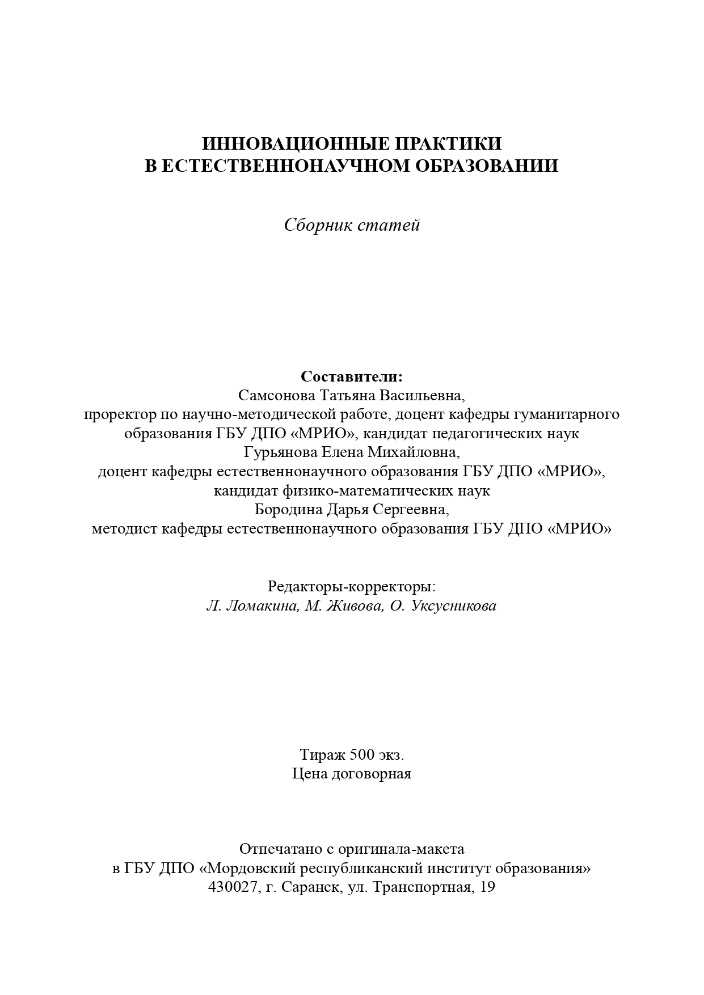 ИННОВАЦИОННЫЕ ПРАКТИКИ
В ЕСТЕСТВЕННОНАУЧНОМ ОБРАЗОВАНИИ
Сборник статей
Составители:
Самсонова Татьяна Васильевна,
проректор по научно-методической работе, доцент кафедры гуманитарного
образования ГБУ ДПО «МРИО», кандидат педагогических наук
Гурьянова Елена Михайловна,
доцент кафедры естественнонаучного образования ГБУ ДПО «МРИО»,
кандидат физико-математических наук
Бородина Дарья Сергеевна,
методист кафедры естественнонаучного образования ГБУ ДПО «МРИО»
Редакторы-корректоры:
Л. Ломакина, М. Живова, О. Уксусникова
Тираж 500 экз.
Цена договорная
Отпечатано с оригинала-макета
в ГБУ ДПО «Мордовский республиканский институт образования»
430027, г. Саранск, ул. Транспортная, 19